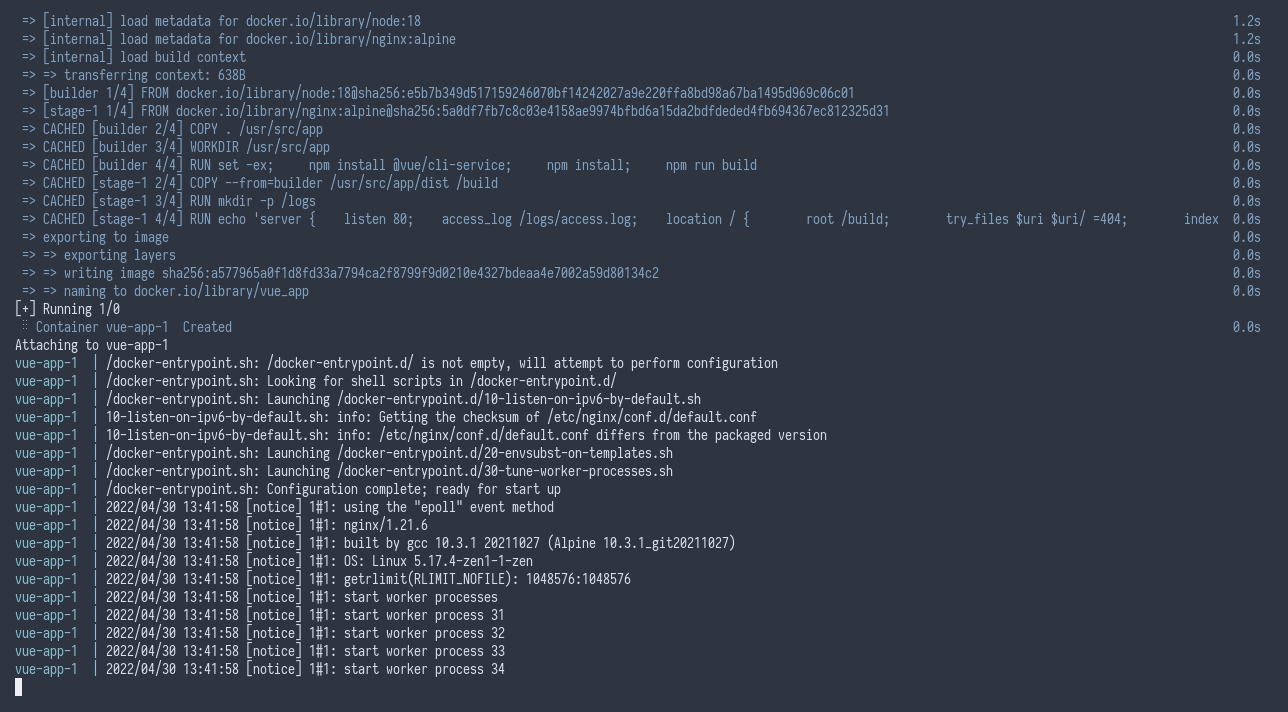 => [internal] load metadata for docker.io/library/node:18 1.2s
=> [internal] load metadata for docker.io/library/nginx:alpine 1.2s
=> [internal] load build context 0.0s
=> => transferring context: 638B 0.0s
=> [builder 1/4] FROM docker.io/library/node:18@sha256:e5b7b349d517159246070bf14242027a9e220ffa8bd98a67ba1495d969c06c01 0.0s
=> [stage-1 1/4] FROM docker.io/library/nginx:alpine@sha256:5a0df7fb7c8c03e4158ae9974bfbd6a15da2bdfdeded4fb694367ec812325d31 0.0s
=> CACHED [builder 2/4] COPY . /usr/src/app 0.0s
=> CACHED [builder 3/4] WORKDIR /usr/src/app 0.0s
=> CACHED [builder 4/4] RUN set -ex;     npm install @vue/cli-service;     npm install;     npm run build 0.0s
=> CACHED [stage-1 2/4] COPY --from=builder /usr/src/app/dist /build 0.0s
=> CACHED [stage-1 3/4] RUN mkdir -p /logs 0.0s
=> CACHED [stage-1 4/4] RUN echo 'server {    listen 80;    access_log /logs/access.log;    location / {        root /build;        try_files $uri $uri/ =404;        index 0.0s
=> exporting to image 0.0s
=> => exporting layers 0.0s
=> => writing image sha256:a577965a0f1d8fd33a7794ca2f8799f9d0210e4327bdeaa4e7002a59d80134c2 0.0s
=> => naming to docker.io/library/vue_app 0.0s
[+] Running 1/0
⠿ Container vue-app-1  Created 0.0s
Attaching to vue-app-1
vue-app-1  | /docker-entrypoint.sh: /docker-entrypoint.d/ is not empty, will attempt to perform configuration
vue-app-1  | /docker-entrypoint.sh: Looking for shell scripts in /docker-entrypoint.d/
vue-app-1  | /docker-entrypoint.sh: Launching /docker-entrypoint.d/10-listen-on-ipv6-by-default.sh
vue-app-1  | 10-listen-on-ipv6-by-default.sh: info: Getting the checksum of /etc/nginx/conf.d/default.conf
vue-app-1  | 10-listen-on-ipv6-by-default.sh: info: /etc/nginx/conf.d/default.conf differs from the packaged version
vue-app-1  | /docker-entrypoint.sh: Launching /docker-entrypoint.d/20-envsubst-on-templates.sh
vue-app-1  | /docker-entrypoint.sh: Launching /docker-entrypoint.d/30-tune-worker-processes.sh
vue-app-1  | /docker-entrypoint.sh: Configuration complete; ready for start up
vue-app-1  | 2022/04/30 13:41:58 [notice] 1#1: using the "epoll" event method
vue-app-1  | 2022/04/30 13:41:58 [notice] 1#1: nginx/1.21.6
vue-app-1  | 2022/04/30 13:41:58 [notice] 1#1: built by gcc 10.3.1 20211027 (Alpine 10.3.1_git20211027)
vue-app-1  | 2022/04/30 13:41:58 [notice] 1#1: OS: Linux 5.17.4-zen1-1-zen
vue-app-1  | 2022/04/30 13:41:58 [notice] 1#1: getrlimit(RLIMIT_NOFILE): 1048576:1048576
vue-app-1  | 2022/04/30 13:41:58 [notice] 1#1: start worker processes
vue-app-1  | 2022/04/30 13:41:58 [notice] 1#1: start worker process 31
vue-app-1  | 2022/04/30 13:41:58 [notice] 1#1: start worker process 32
vue-app-1  | 2022/04/30 13:41:58 [notice] 1#1: start worker process 33
vue-app-1  | 2022/04/30 13:41:58 [notice] 1#1: start worker process 34